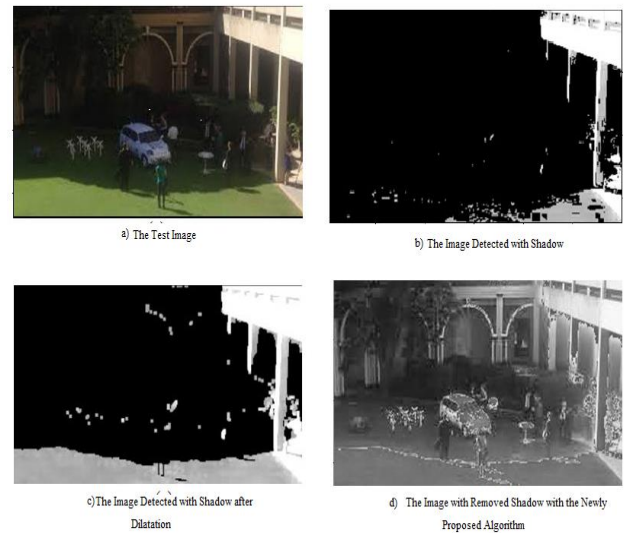 a) The Test Image
b) The Image Detected with Shadow
c)The Image Detected with Shadow after
Dilatation
d) The Image with Removed Shadow with the Newly
Proposed Algorithm